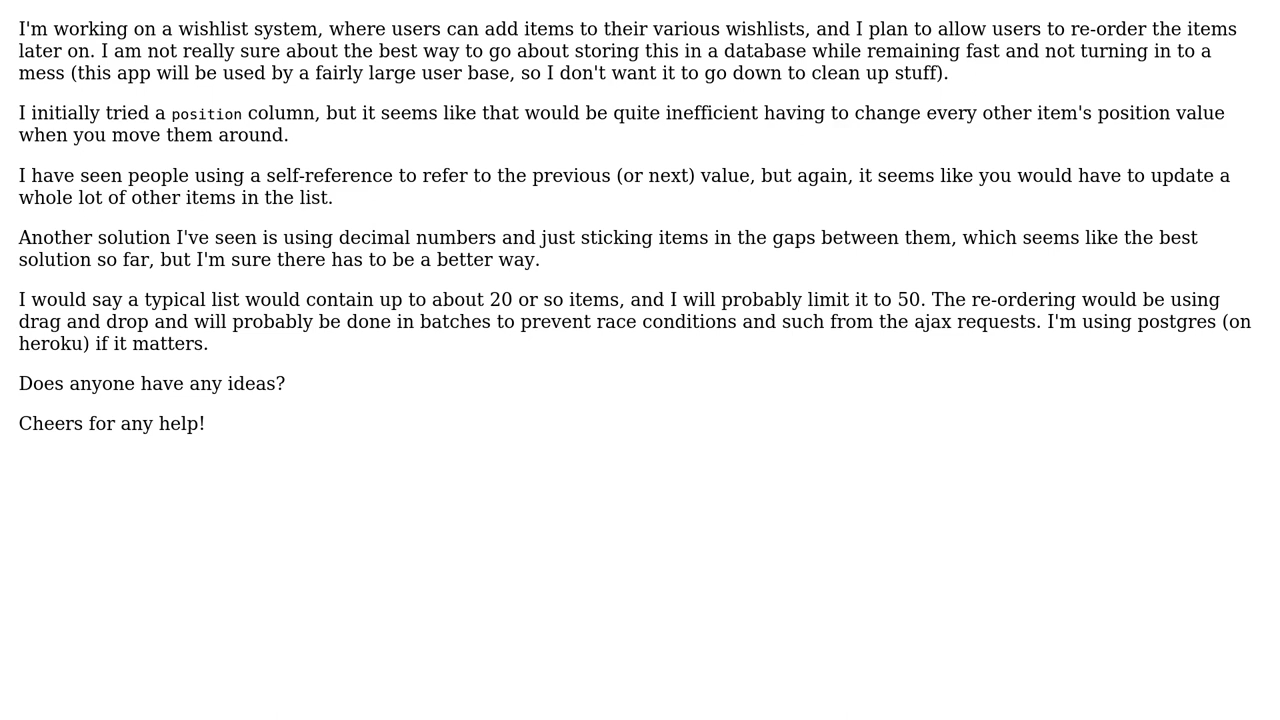 I'm working on a wishlist system, where users can add items to their various wishlists, and I plan to allow users to re-order the items
later on. I am not really sure about the best way to go about storing this in a database while remaining fast and not turning in to a
mess (this app will be used by a fairly large user base, so I don't want it to go down to clean up stuff).
I initially tried a position column, but it seems like that would be quite inefficient having to change every other item's position value
when you move them around.
I have seen people using a self-reference to refer to the previous (or next) value, but again, it seems like you would have to update a
whole lot of other items in the list.
Another solution I've seen is using decimal numbers and just sticking items in the gaps between them, which seems like the best
solution so far, but I'm sure there has to be a better way.
I would say a typical list would contain up to about 20 or so items, and I will probably limit it to 50. The re-ordering would be using
drag and drop and will probably be done in batches to prevent race conditions and such from the ajax requests. I'm using postgres (on
heroku) if it matters.
Does anyone have any ideas?
Cheers for any help!